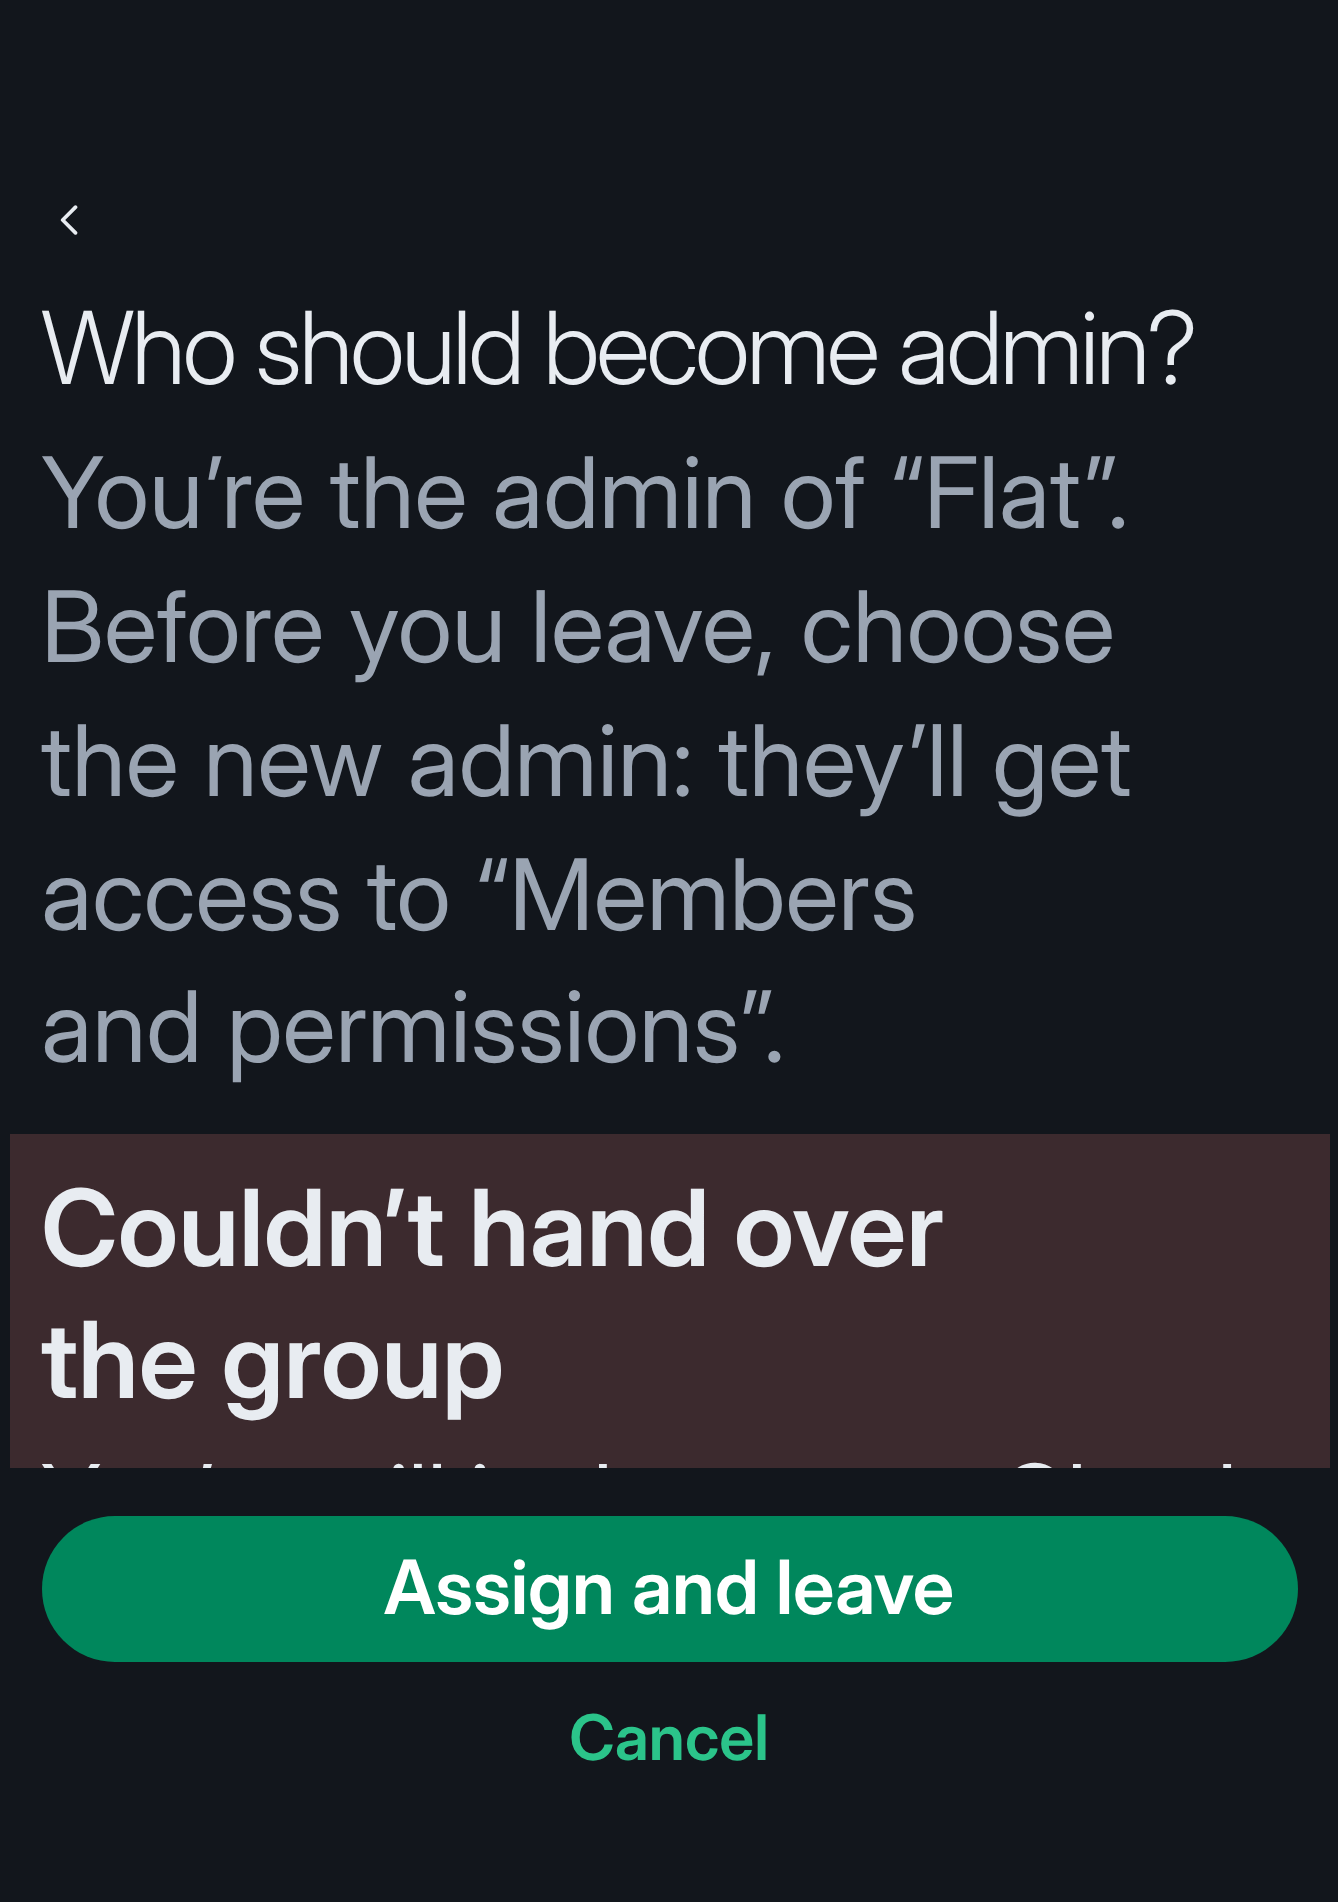 Who should become admin?
You’re the admin of “Flat”.
Before you leave, choose
the new admin: they’ll get
access to “Members
and permissions”.
Couldn’t hand over
the group
Assign and leave
Cancel